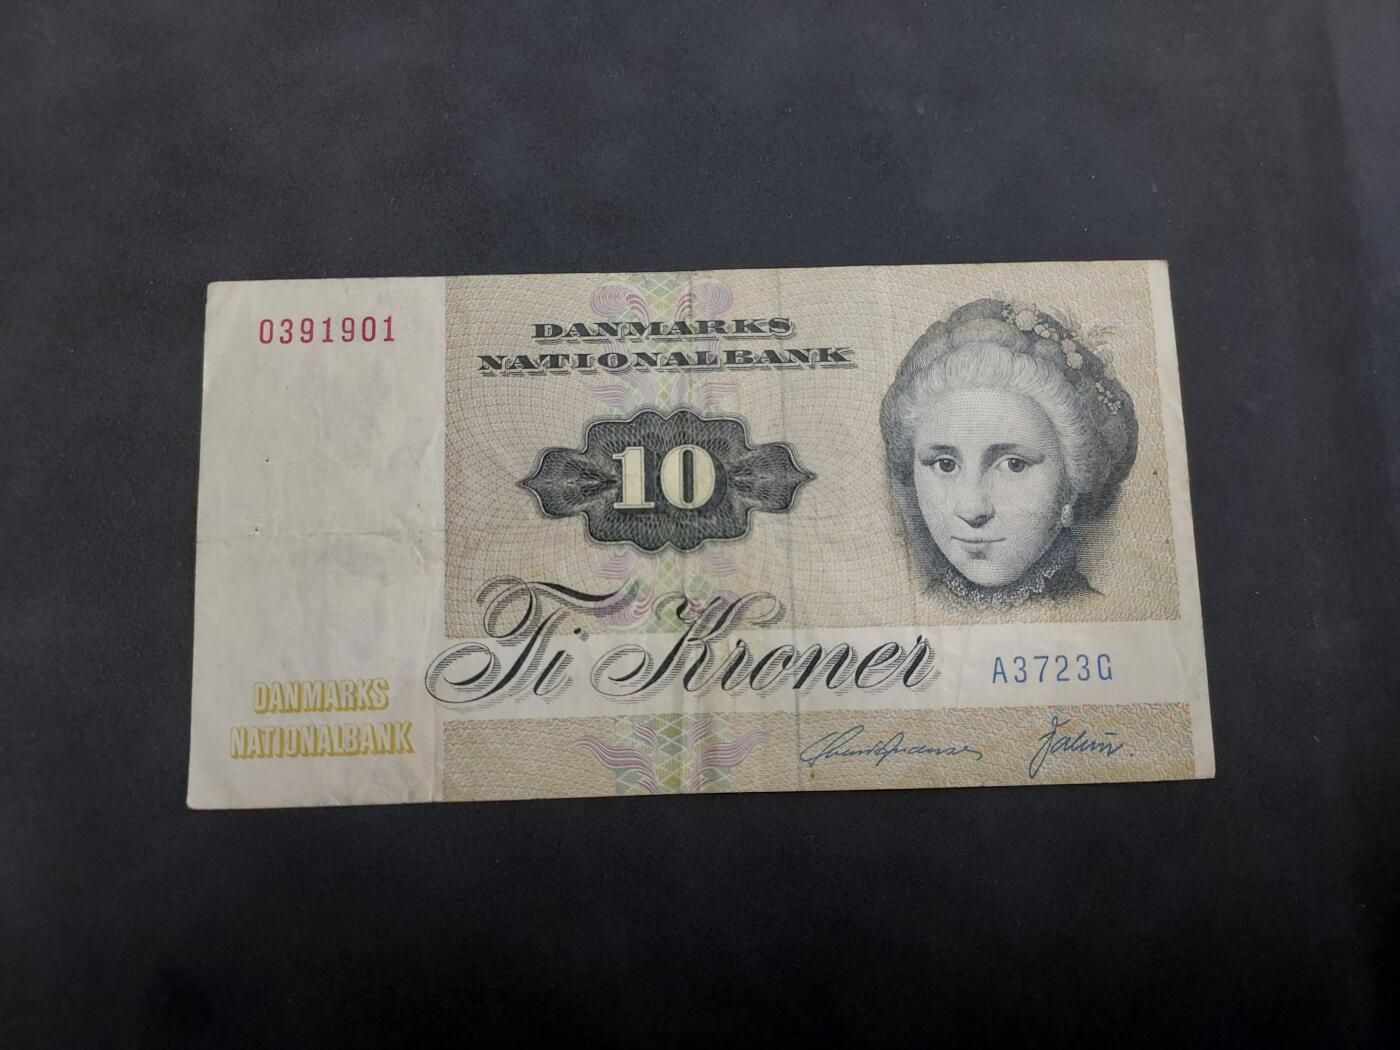 0391901
DANMARKS
NATIONALBANK
10
Ti Kroner
A3723G
DANMARKS
NATIONALBANK